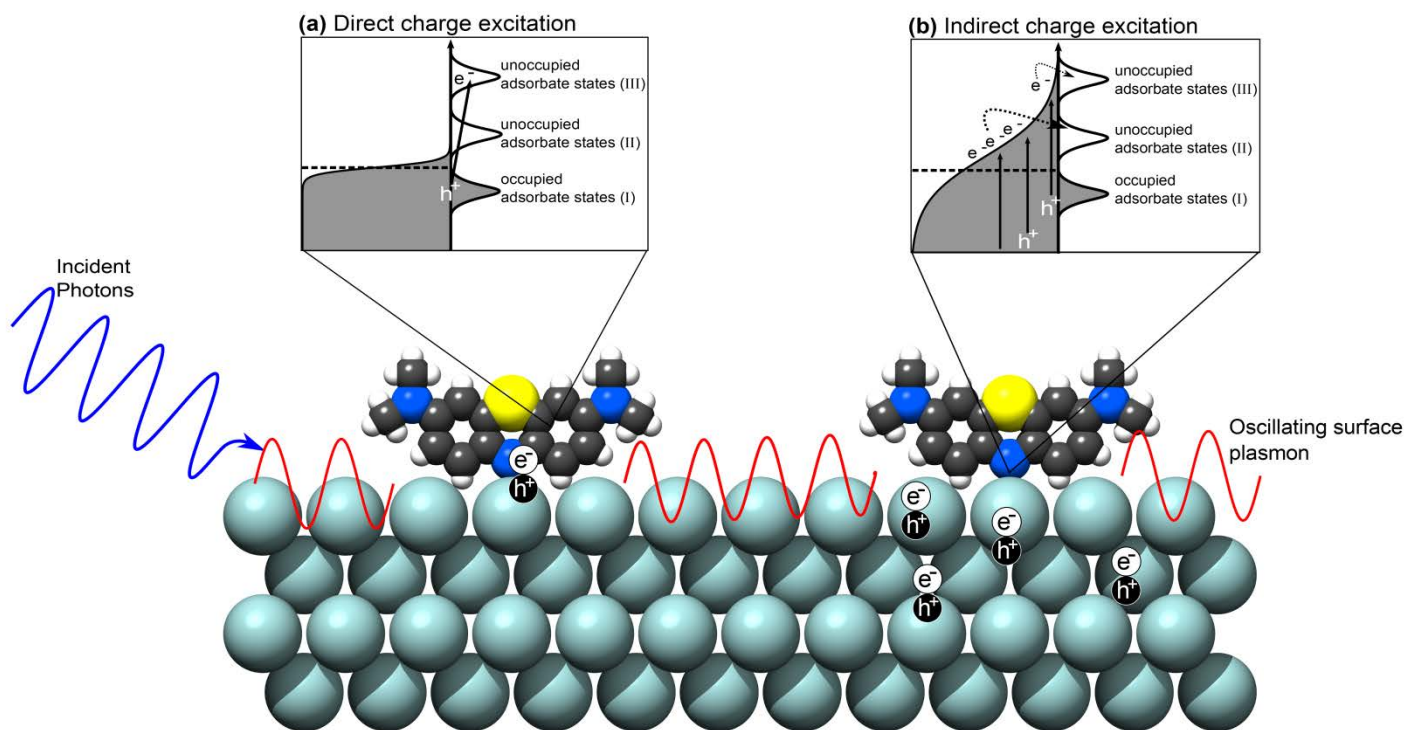 (a) Direct charge excitation
e-
unoccupied
adsorbate states (III)
unoccupied
adsorbate states (II)
h+
occupied
adsorbate states (I)
(b) Indirect charge excitation
e-
unoccupied
adsorbate states (III)
e-
e-
e-
unoccupied
adsorbate states (II)
h+
h+
occupied
adsorbate states (I)
Incident
Photons
Oscillating surface
plasmon
e-
h+
e-
h+
e-
h+
e-
h+
e-
h+